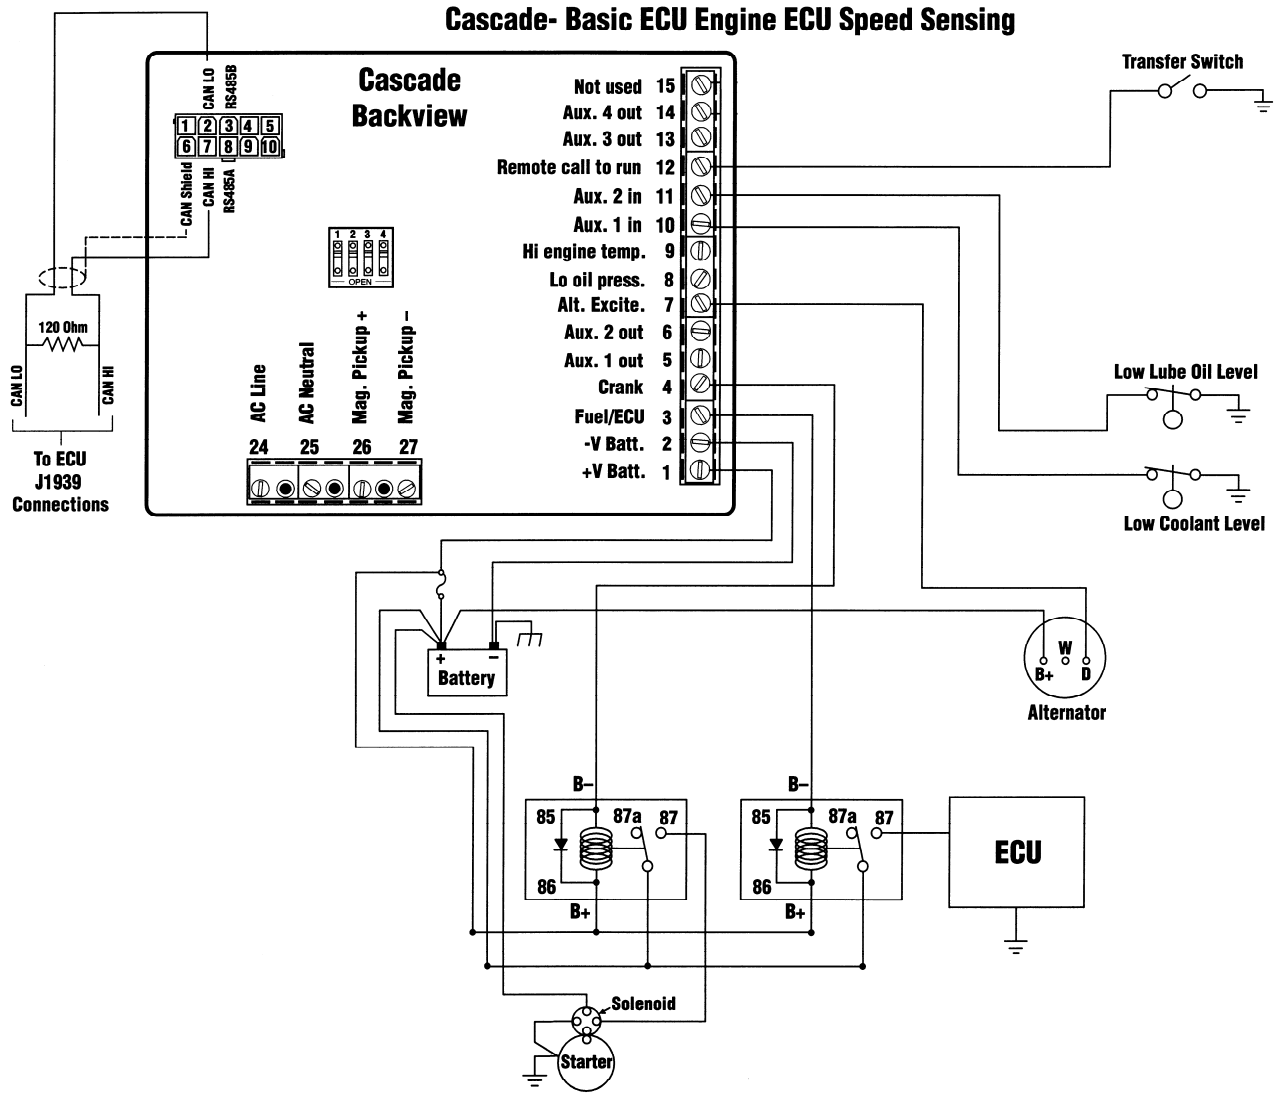 Cascade- Basic ECU Engine ECU Speed Sensing
Cascade
Backview
CAN LO
RS485B
1 2 3 4 5
6 7 8 9 10
CAN Shield
CAN HI
RS485A
1 2 3 4
OPEN
Not used 15
Aux. 4 out 14
Aux. 3 out 13
Remote call to run 12
Aux. 2 in 11
Aux. 1 in 10
Hi engine temp. 9
Lo oil press. 8
Alt. Excite. 7
Aux. 2 out 6
Aux. 1 out 5
Crank 4
Fuel/ECU 3
-V Batt. 2
+V Batt. 1
AC Line
AC Neutral
Mag. Pickup +
Mag. Pickup –
24 25 26 27
120 Ohm
CAN LO
CAN HI
To ECU
J1939
Connections
Transfer Switch
Low Lube Oil Level
Low Coolant Level
W
B+ D
Alternator
+ –
Battery
B–
85 87a 87
86
B+
B–
85 87a 87
86
B+
ECU
Solenoid
Starter